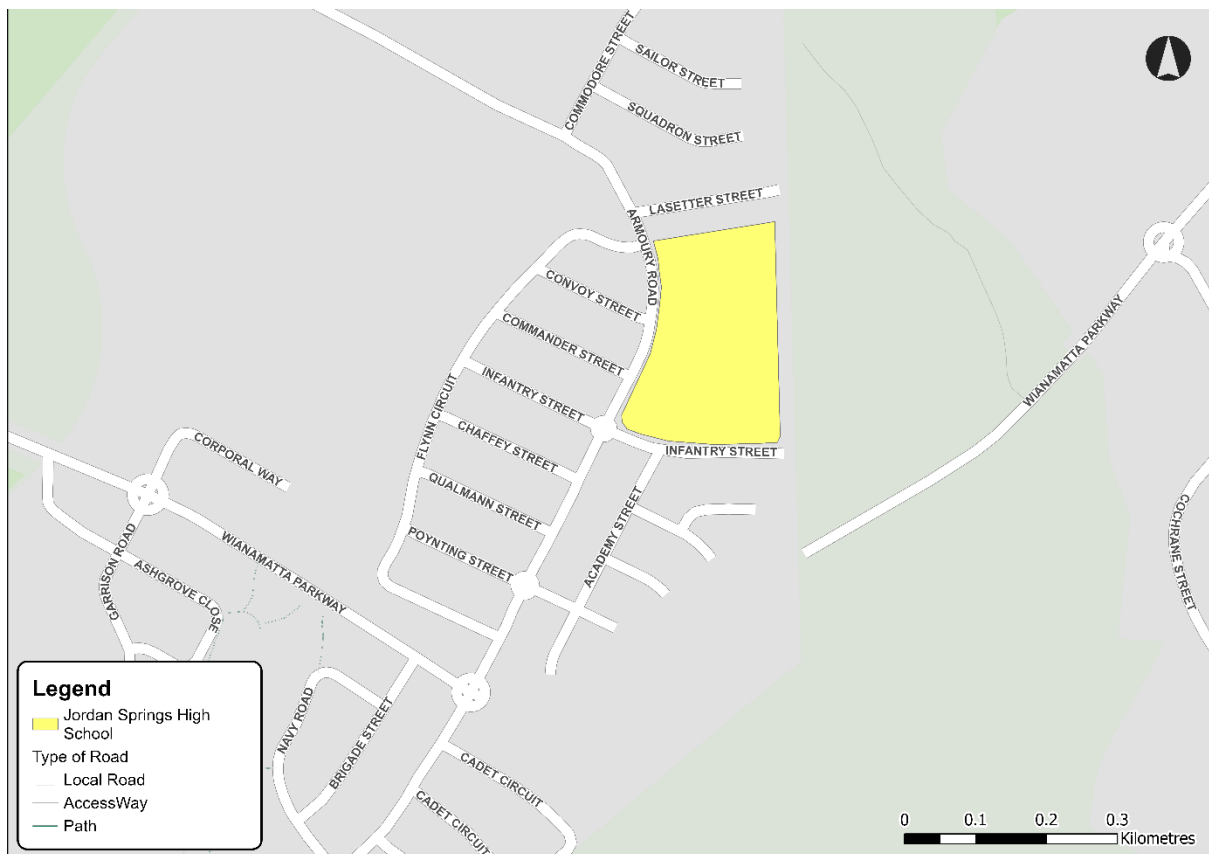 COMMODORE STREET
SAILOR STREET
SQUADRON STREET
LASETTER STREET
ARMOURY ROAD
CONVOY STREET
COMMANDER STREET
INFANTRY STREET
FLYNN CIRCUIT
CHAFFEY STREET
QUALMANN STREET
POYNTING STREET
INFANTRY STREET
ACADEMY STREET
WIANAMATTA PARKWAY
COCHRANE STREET
CORPORAL WAY
WIANAMATTA PARKWAY
GARRISON ROAD
ASHGROVE CLOSE
NAVY ROAD
BRIGADE STREET
CADET CIRCUIT
CADET CIRCUIT
Legend
Jordan Springs High
School
Type of Road
Local Road
AccessWay
Path
0 0.1 0.2 0.3
Kilometres